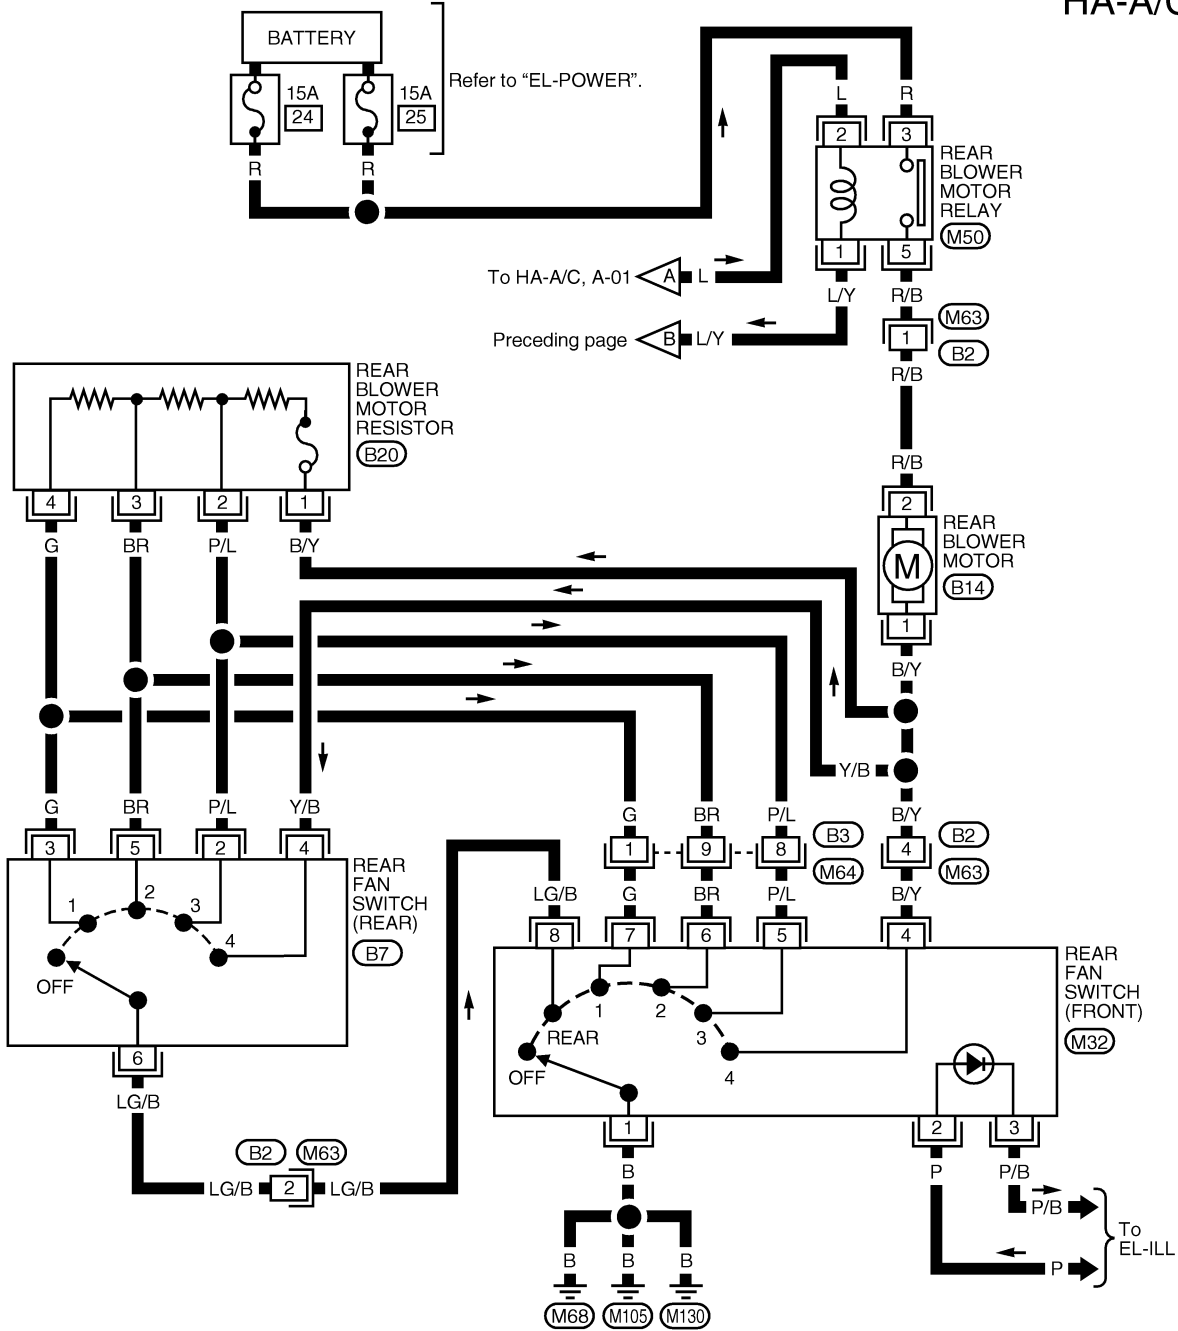 HA-A/C
BATTERY
15A
24
15A
25
Refer to “EL-POWER”.
R
R
L
R
2
3
REAR
BLOWER
MOTOR
RELAY
M50
1
5
To HA-A/C, A-01
A
L
L/Y
R/B
Preceding page
B
L/Y
M63
1
B2
R/B
REAR
BLOWER
MOTOR
RESISTOR
B20
R/B
4
3
2
1
2
G
BR
P/L
B/Y
REAR
BLOWER
MOTOR
B14
M
1
B/Y
Y/B
G
BR
P/L
Y/B
G
BR
P/L
B/Y
3
5
2
4
1
9
8
B3
M64
4
B2
M63
REAR
FAN
SWITCH
(REAR)
B7
1
2
3
4
OFF
LG/B
G
BR
P/L
B/Y
8
7
6
5
4
REAR
FAN
SWITCH
(FRONT)
M32
REAR
1
2
3
4
OFF
6
LG/B
1
2
3
B2
M63
LG/B
2
LG/B
B
P
P/B
P/B
P
To
EL-ILL
B
B
B
M68
M105
M130